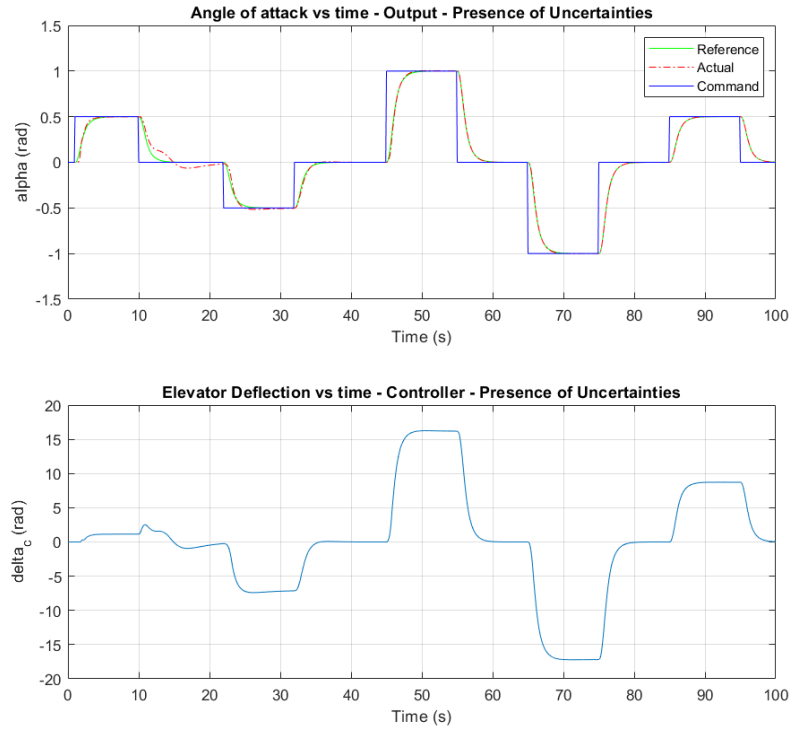 Angle of attack vs time - Output - Presence of Uncertainties
1.5
1
0.5
0
-0.5
-1
-1.5
alpha (rad)
Reference
Actual
Command
0 10 20 30 40 50 60 70 80 90 100
Time (s)
Elevator Deflection vs time - Controller - Presence of Uncertainties
20
15
10
5
0
-5
-10
-15
-20
delta_c (rad)
0 10 20 30 40 50 60 70 80 90 100
Time (s)